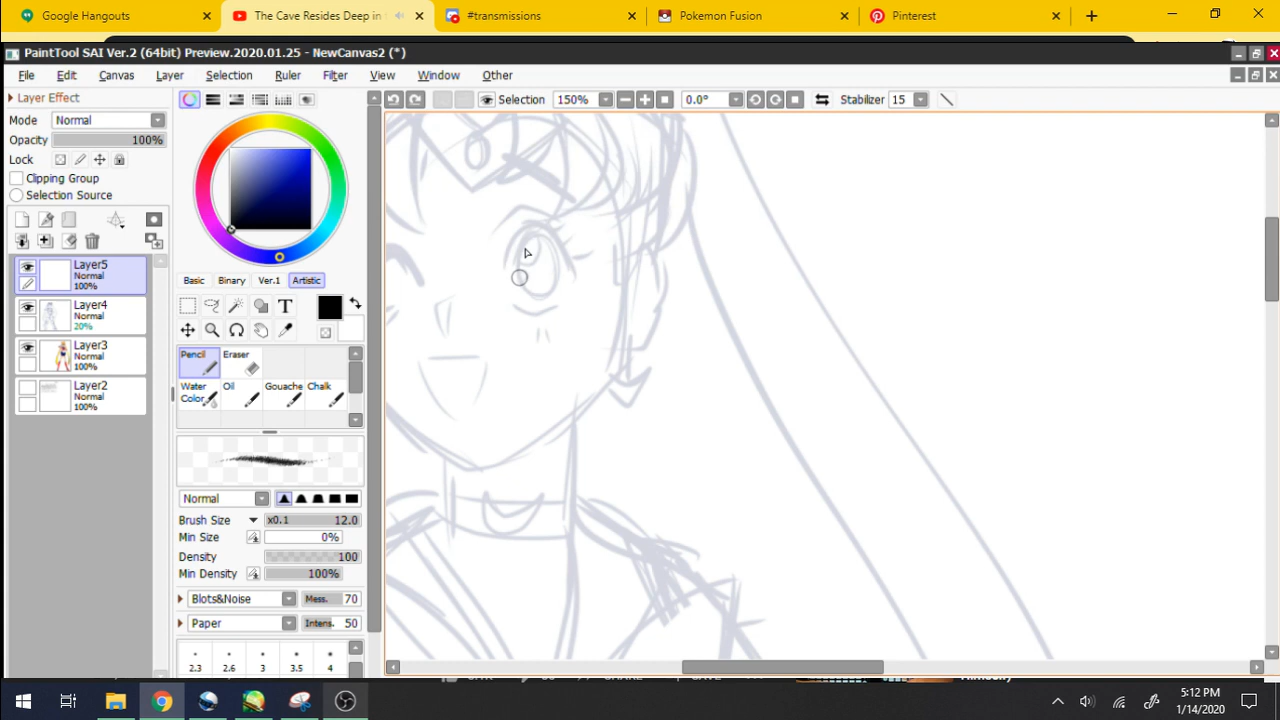 Google Hangouts
The Cave Resides Deep in
#transmissions
Pokemon Fusion
Pinterest
PaintTool SAI Ver.2 (64bit) Preview.2020.01.25 - NewCanvas2 (*)
File Edit Canvas Layer Selection Ruler Filter View Window Other
Layer Effect
Mode Normal
Opacity 100%
Lock
Clipping Group
Selection Source
Layer5
Normal
100%
Layer4
Normal
20%
Layer3
Normal
100%
Layer2
Normal
100%
Basic Binary Ver.1 Artistic
T
Pencil Eraser
Water Color Oil Gouache Chalk
Normal
Brush Size x0.1 12.0
Min Size 0%
Density 100
Min Density 100%
Blots&Noise Mess. 70
Paper Intens. 50
2.3 2.6 3 3.5 4
Selection 150% 0.0° Stabilizer 15
5:12 PM
1/14/2020